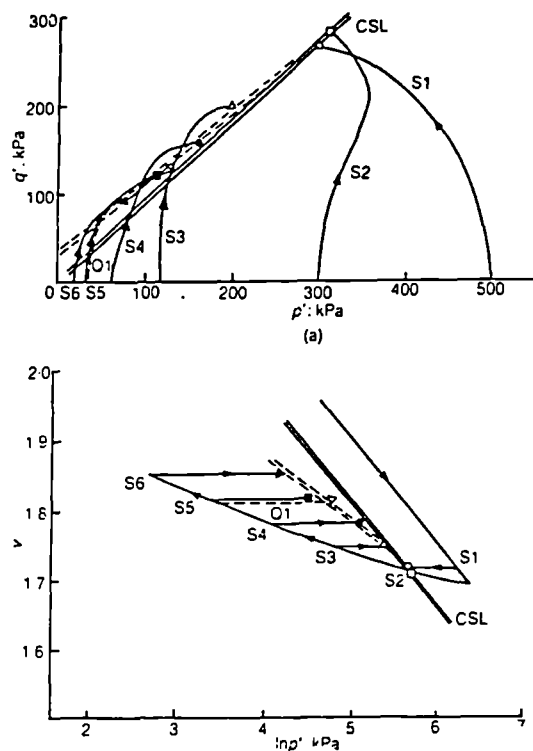 300
CSL
S1
200
q': kPa
S2
100
S4
S3
O1
0
S6
S5
100
200
300
400
500
p': kPa
(a)
2.0
1.9
S6
1.8
S5
O1
v
S4
S3
S1
S2
1.7
CSL
1 6
2
3
4
5
6
7
lnp' kPa